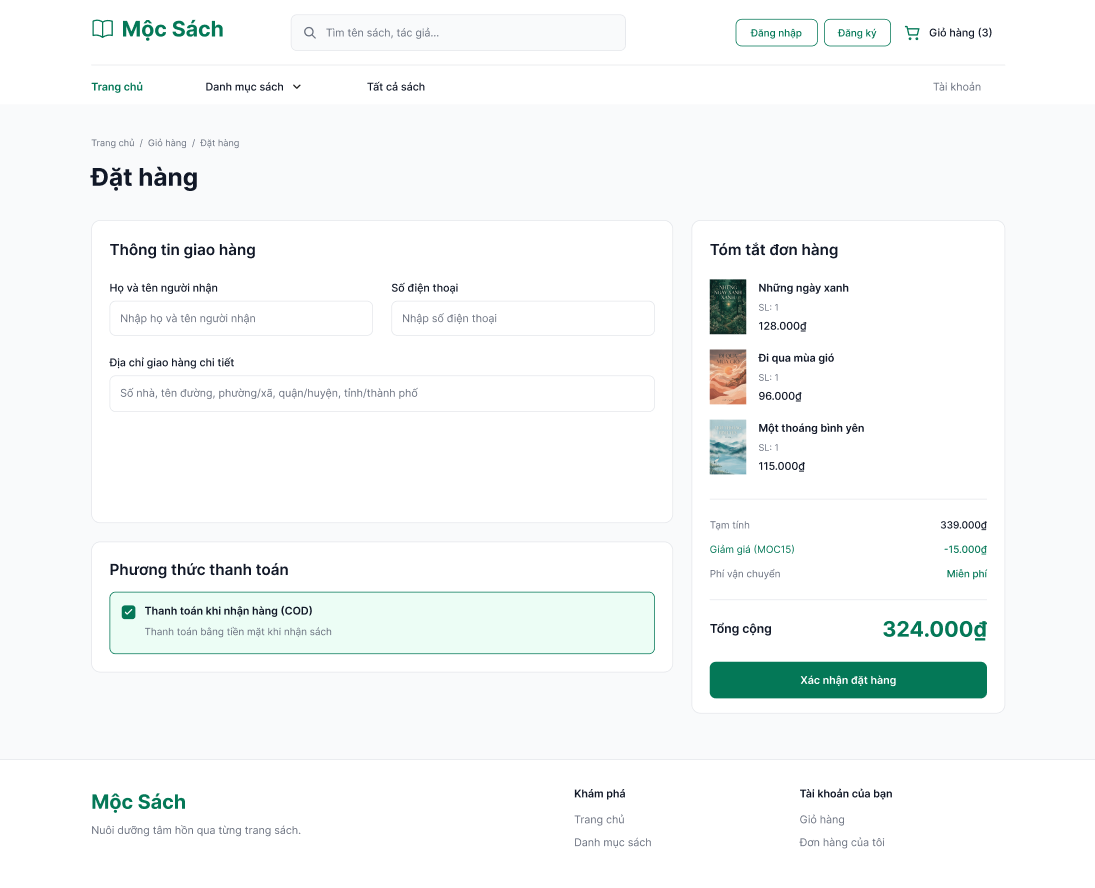 Mộc Sách
Tìm tên sách, tác giả...
Đăng nhập
Đăng ký
Giỏ hàng (3)
Trang chủ
Danh mục sách
Tất cả sách
Tài khoản
Trang chủ / Giỏ hàng / Đặt hàng
Đặt hàng
Thông tin giao hàng
Họ và tên người nhận
Số điện thoại
Nhập họ và tên người nhận
Nhập số điện thoại
Địa chỉ giao hàng chi tiết
Số nhà, tên đường, phường/xã, quận/huyện, tỉnh/thành phố
Phương thức thanh toán
Thanh toán khi nhận hàng (COD)
Thanh toán bằng tiền mặt khi nhận sách
Tóm tắt đơn hàng
NHỮNG
NGÀY XANH
XANH
Những ngày xanh
SL: 1
128.000₫
ĐI QUA
Đi qua mùa gió
SL: 1
96.000₫
Một thoáng bình yên
SL: 1
115.000₫
Tạm tính
339.000₫
Giảm giá (MOC15)
-15.000₫
Phí vận chuyển
Miễn phí
Tổng cộng
324.000₫
Xác nhận đặt hàng
Mộc Sách
Nuôi dưỡng tâm hồn qua từng trang sách.
Khám phá
Trang chủ
Danh mục sách
Tài khoản của bạn
Giỏ hàng
Đơn hàng của tôi